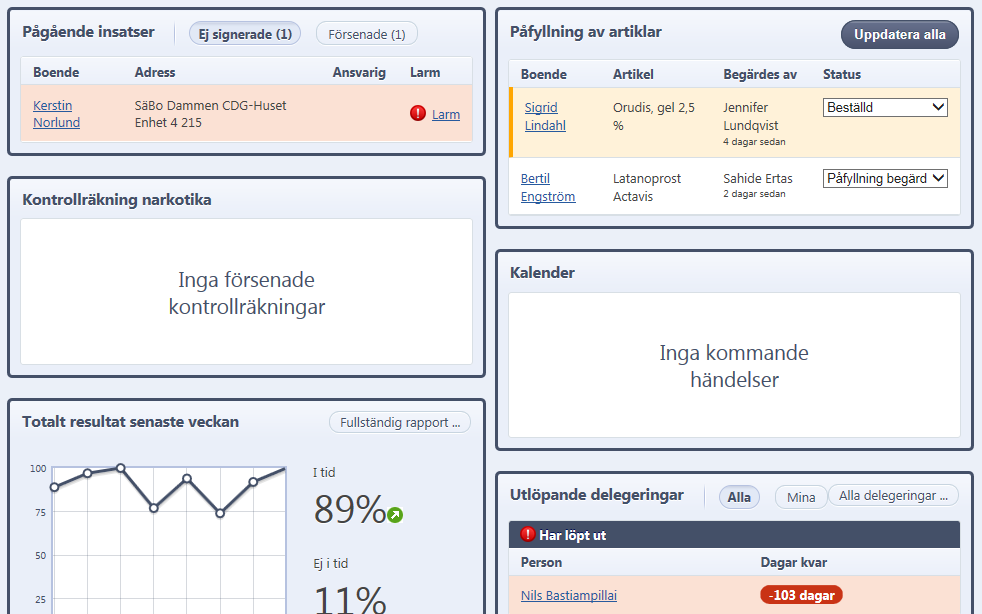 Pågående insatser
Ej signerade (1)
Försenade (1)
Boende Adress Ansvarig Larm
Kerstin Norlund
SäBo Dammen CDG-Huset
Enhet 4 215
Larm
Kontrollräkning narkotika
Inga försenade
kontrollräkningar
Totalt resultat senaste veckan
Fullständig rapport ...
100
75
50
25
I tid
89%
Ej i tid
11%
Påfyllning av artiklar
Uppdatera alla
Boende Artikel Begärdes av Status
Sigrid
Lindahl
Orudis, gel 2,5
%
Jennifer
Lundqvist
4 dagar sedan
Beställd
Bertil
Engström
Latanoprost
Actavis
Sahide Ertas
2 dagar sedan
Påfyllning begärd
Kalender
Inga kommande
händelser
Utlöpande delegeringar
Alla
Mina
Alla delegeringar ...
Har löpt ut
Person Dagar kvar
Nils Bastiampillai
-103 dagar